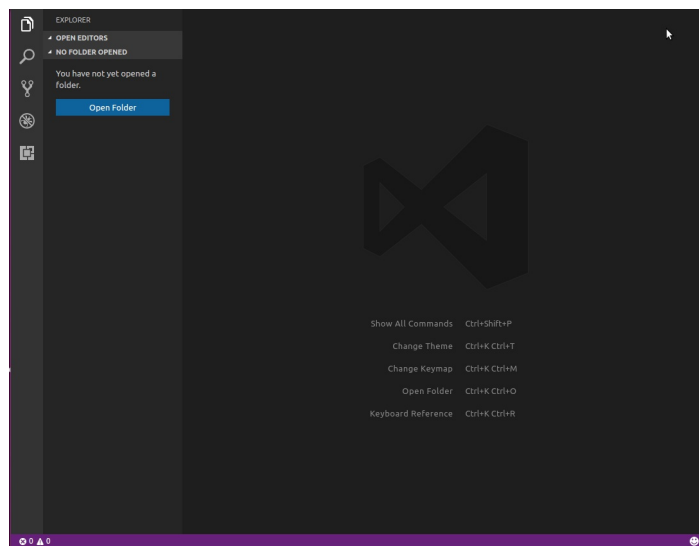 EXPLORER
OPEN EDITORS
NO FOLDER OPENED
You have not yet opened a
folder.
Open Folder
Show All Commands Ctrl+Shift+P
Change Theme Ctrl+K Ctrl+T
Change Keymap Ctrl+K Ctrl+M
Open Folder Ctrl+K Ctrl+O
Keyboard Reference Ctrl+K Ctrl+R
0 0